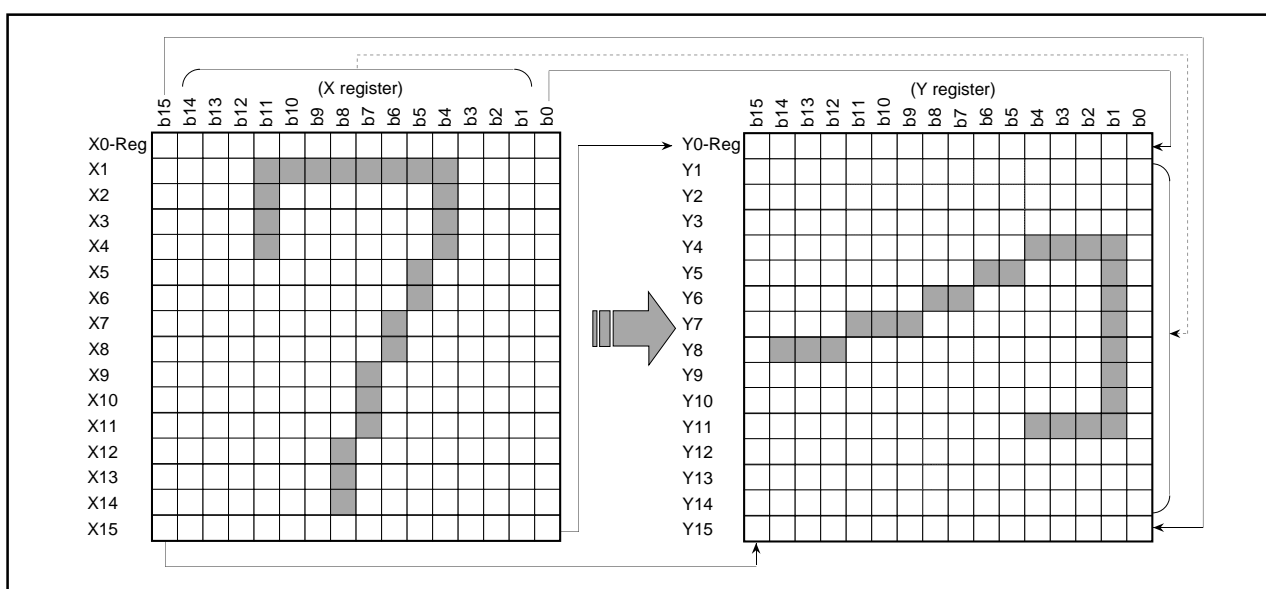 (X register)
b15 b14 b13 b12 b11 b10 b9 b8 b7 b6 b5 b4 b3 b2 b1 b0
X0-Reg
X1
X2
X3
X4
X5
X6
X7
X8
X9
X10
X11
X12
X13
X14
X15
(Y register)
b15 b14 b13 b12 b11 b10 b9 b8 b7 b6 b5 b4 b3 b2 b1 b0
Y0-Reg
Y1
Y2
Y3
Y4
Y5
Y6
Y7
Y8
Y9
Y10
Y11
Y12
Y13
Y14
Y15